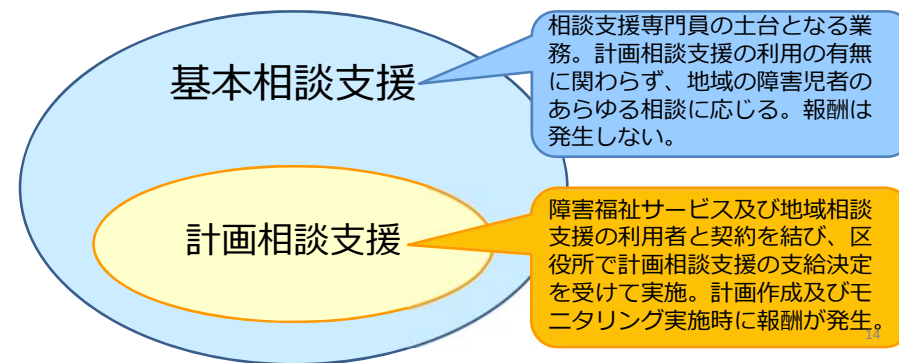 基本相談支援
相談支援専門員の土台となる業
務。計画相談支援の利用の有無
に関わらず、地域の障害児者の
あらゆる相談に応じる。報酬は
発生しない。
計画相談支援
障害福祉サービス及び地域相談
支援の利用者と契約を結び、区
役所で計画相談支援の支給決定
を受けて実施。計画作成及びモ
ニタリング実施時に報酬が発生。
14